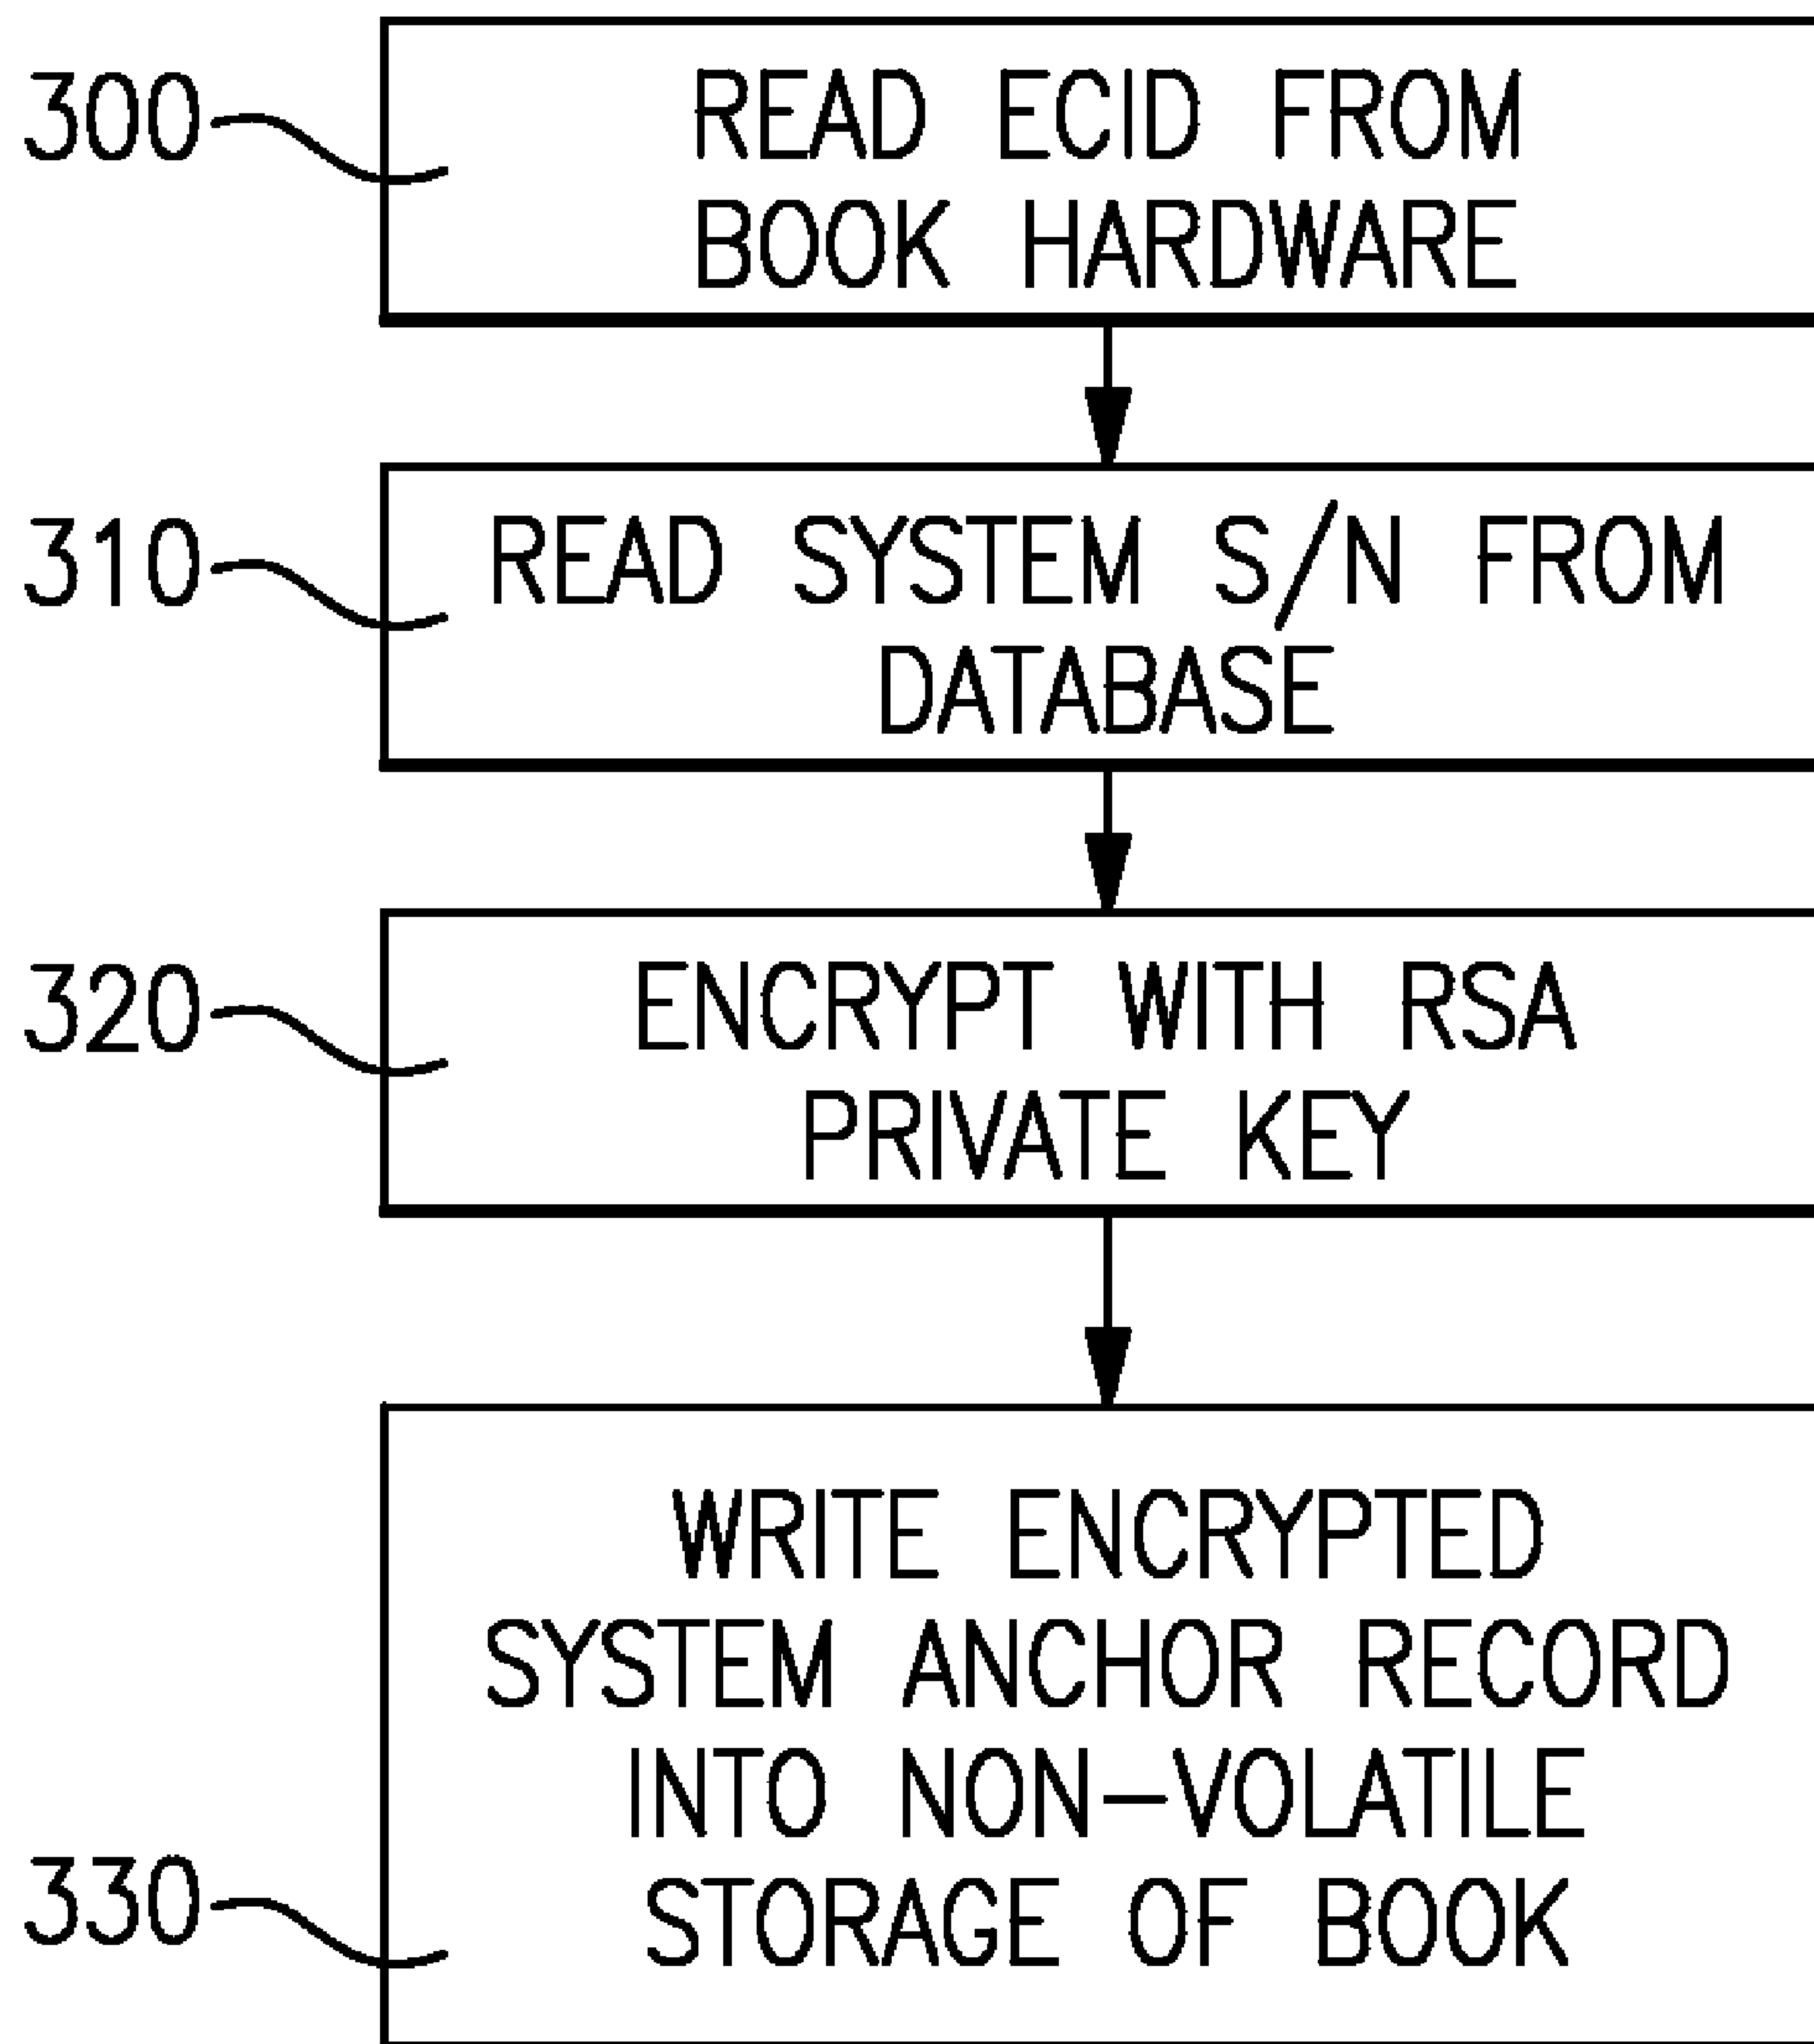 300
READ ECID FROM
BOOK HARDWARE
310
READ SYSTEM S/N FROM
DATABASE
320
ENCRYPT WITH RSA
PRIVATE KEY
WRITE ENCRYPTED
SYSTEM ANCHOR RECORD
INTO NON-VOLATILE
330
STORAGE OF BOOK